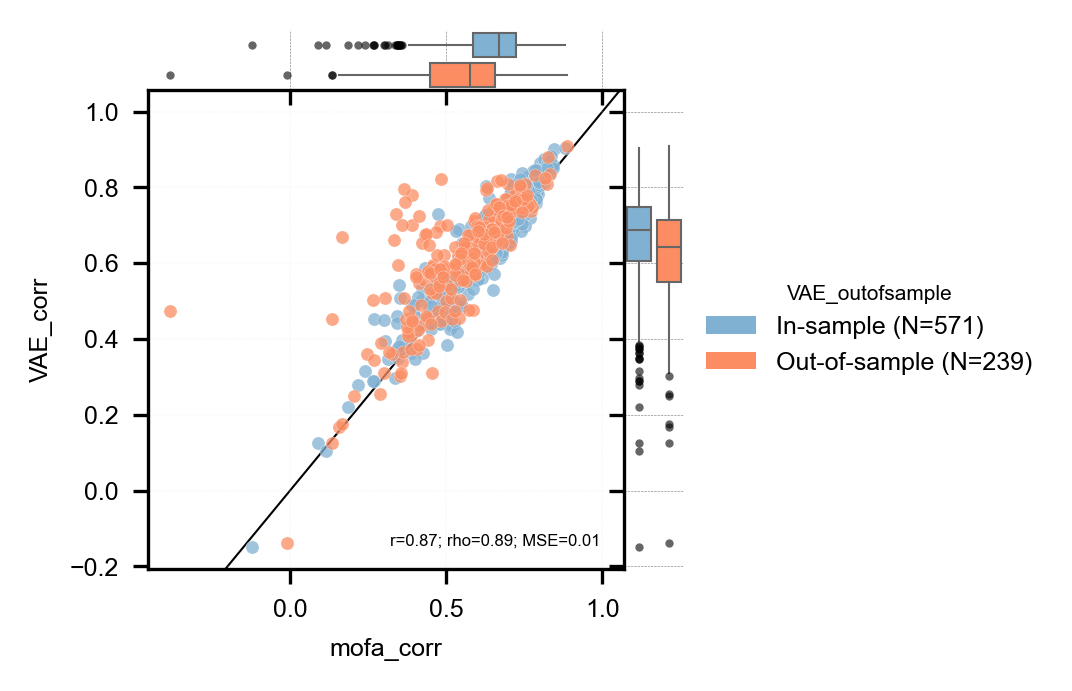 1.0
0.8
0.6
0.4
0.2
0.0
−0.2
VAE_corr
r=0.87; rho=0.89; MSE=0.01
0.0 0.5 1.0
mofa_corr
VAE_outofsample
In-sample (N=571)
Out-of-sample (N=239)